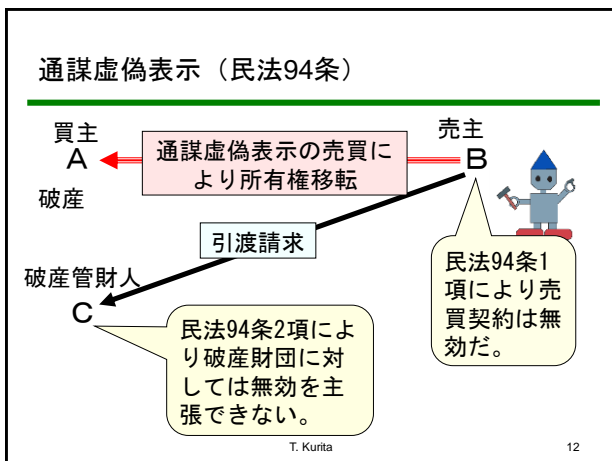 通謀虚偽表示（民法94条）
買主
A
破産
通謀虚偽表示の売買に
より所有権移転
売主
B
引渡請求
民法94条1
項により売
買契約は無
効だ。
破産管財人
C
民法94条2項によ
り破産財団に対
しては無効を主
張できない。
T. Kurita
12